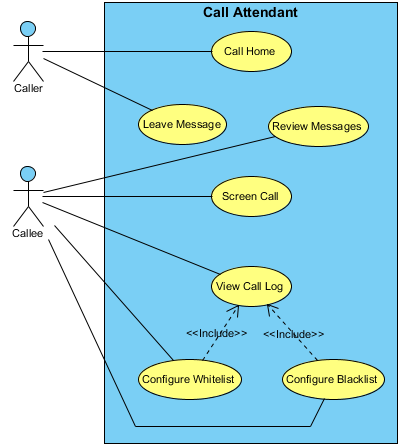 Call Attendant
Call Home
Caller
Leave Message
Review Messages
Screen Call
Callee
View Call Log
<<Include>>
<<Include>>
Configure Whitelist
Configure Blacklist